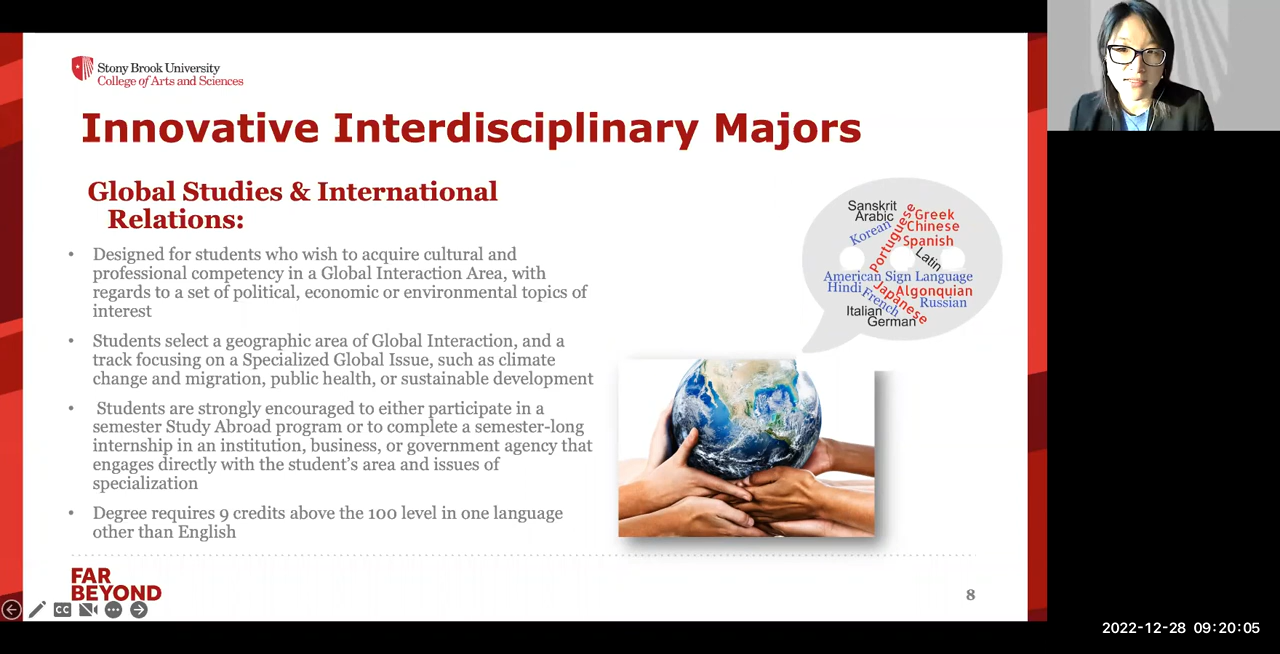 Stony Brook University
College of Arts and Sciences
Innovative Interdisciplinary Majors
Global Studies & International
Relations:
• Designed for students who wish to acquire cultural and
professional competency in a Global Interaction Area, with
regards to a set of political, economic or environmental topics of
interest
• Students select a geographic area of Global Interaction, and a
track focusing on a Specialized Global Issue, such as climate
change and migration, public health, or sustainable development
• Students are strongly encouraged to either participate in a
semester Study Abroad program or to complete a semester-long
internship in an institution, business, or government agency that
engages directly with the student's area and issues of
specialization
• Degree requires 9 credits above the 100 level in one language
other than English
Sanskrit
Arabic
Korean
Portuguese
Greek
Chinese
Spanish
Latin
American Sign Language
Hindi
French
Japanese
Algonquian
Russian
Italian
German
FAR
BEYOND
CC
8
2022-12-28 09:20:05